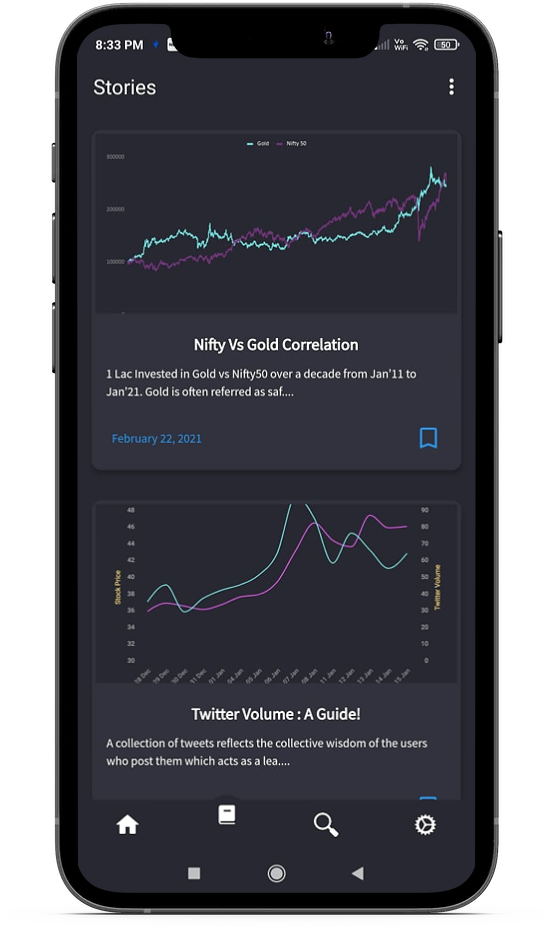 8:33 PM
Vo
WiFi
50
Stories
Gold
Nifty 50
300000
200000
100000
Nifty Vs Gold Correlation
1 Lac Invested in Gold vs Nifty50 over a decade from Jan'11 to
Jan'21. Gold is often referred as saf....
February 22, 2021
48
46
44
42
40
38
36
34
32
30
Stock Price
90
80
70
60
50
40
30
20
10
0
Twitter Volume
28 Dec
29 Dec
30 Dec
31 Dec
01 Jan
04 Jan
05 Jan
06 Jan
07 Jan
08 Jan
11 Jan
12 Jan
13 Jan
14 Jan
15 Jan
Twitter Volume : A Guide!
A collection of tweets reflects the collective wisdom of the users
who post them which acts as a lea....